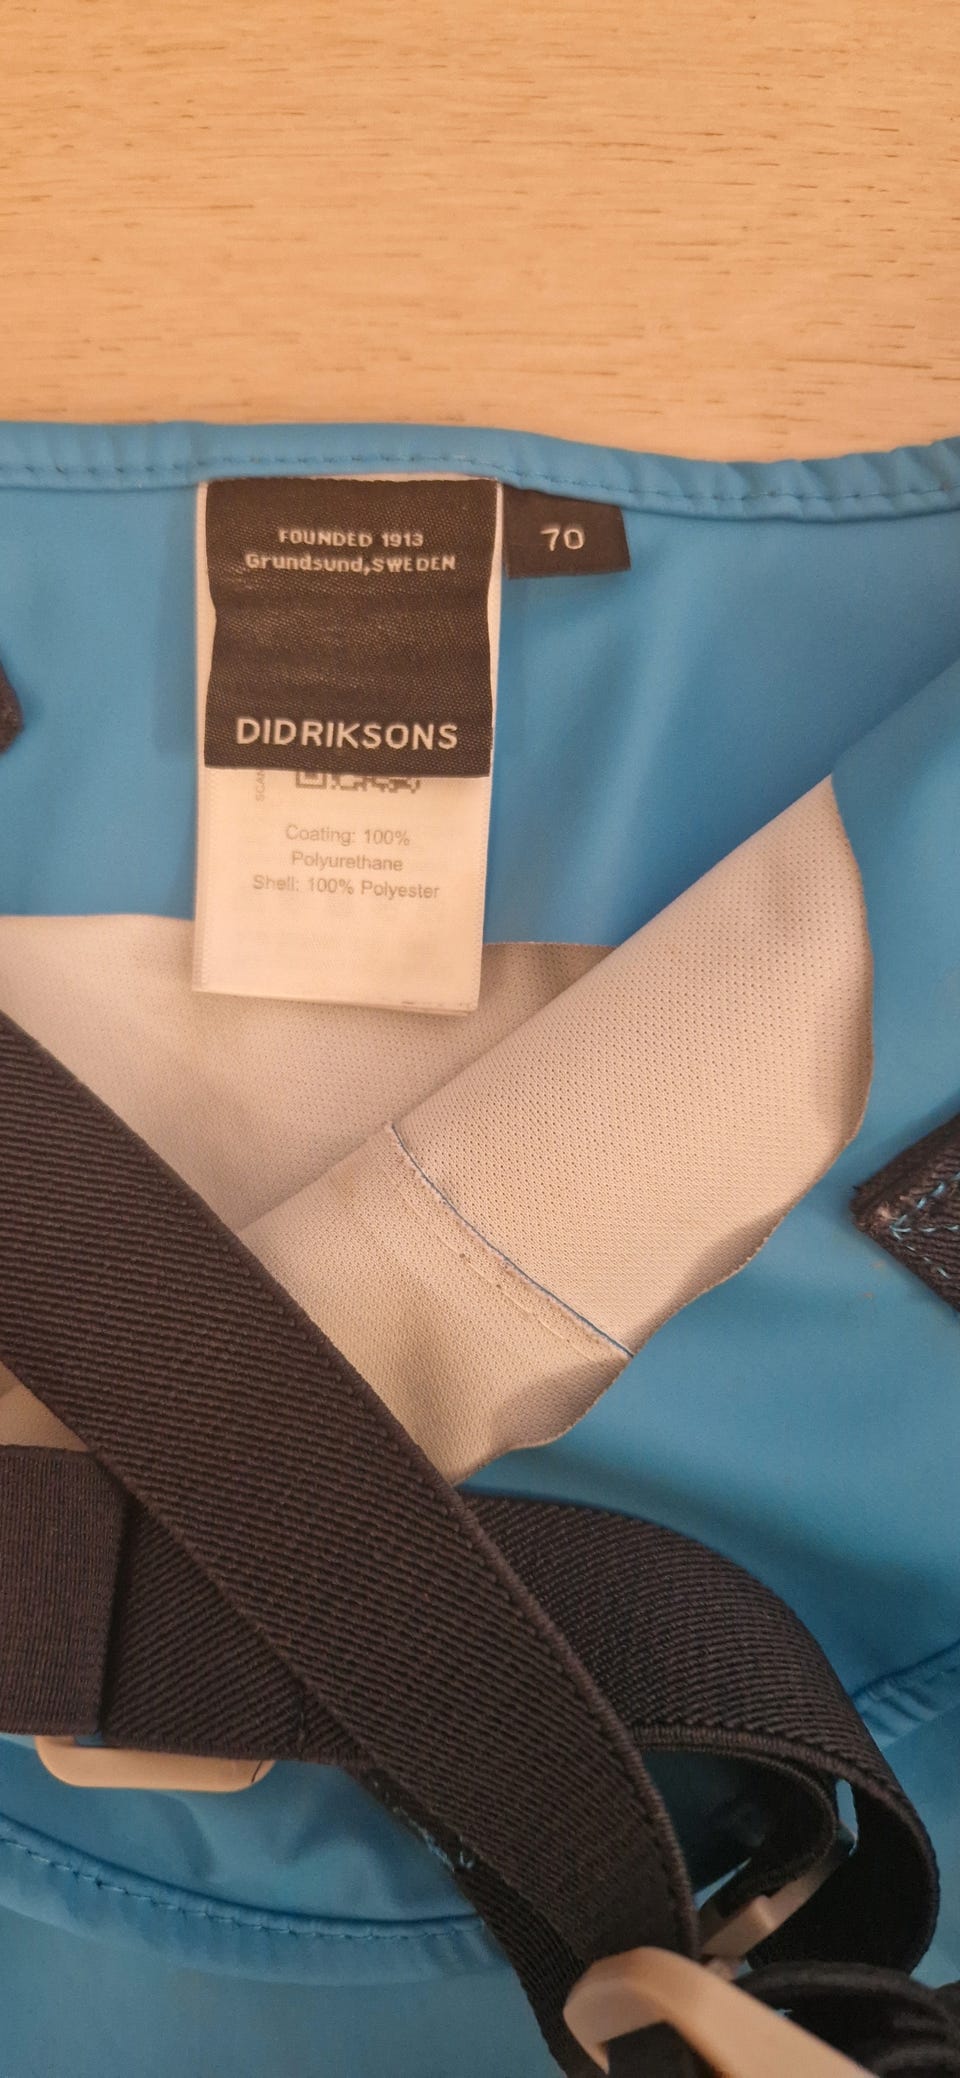 FOUNDED 1913
Grundsund, SWEDEN
70
DIDRIKSONS
Coating: 100%
Polyurethane
Shell: 100% Polyester